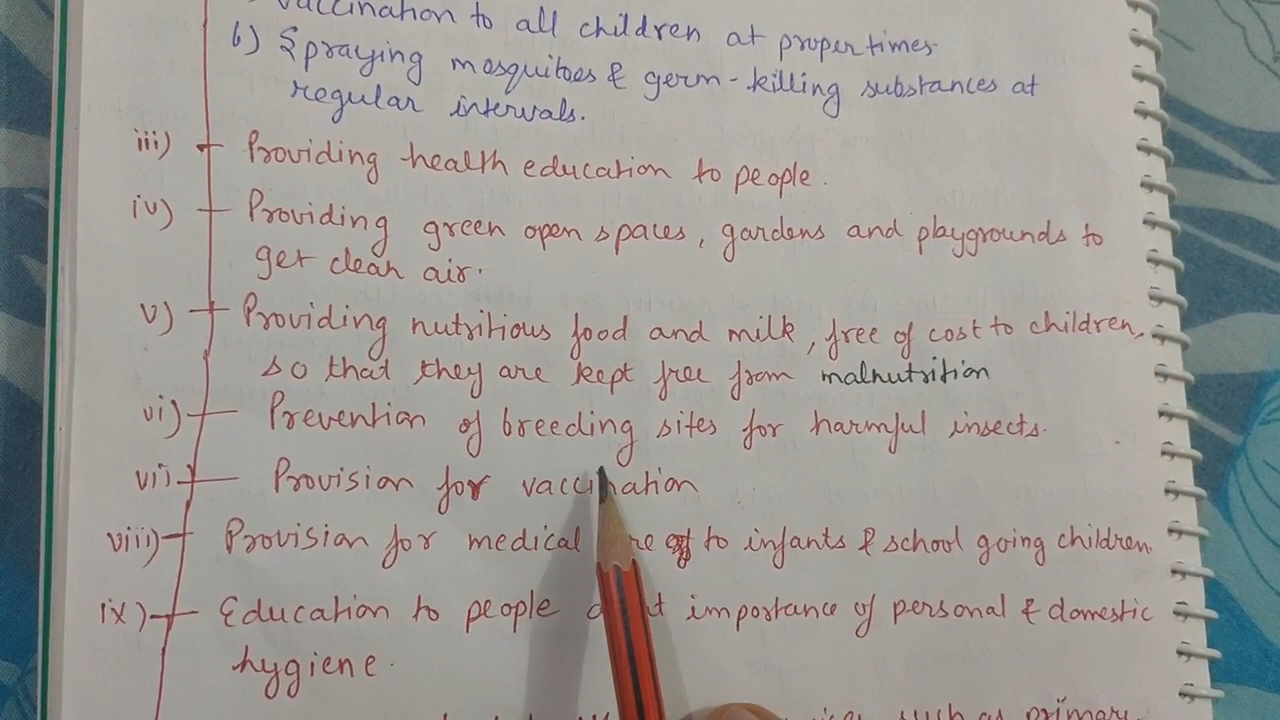 vaccination to all children at proper times
b) Spraying mosquitoes & germ-killing substances at
regular intervals.
iii) Providing health education to people.
iv) Providing green open spaces, gardens and playgrounds to
get clean air.
v) Providing nutritious food and milk, free of cost to children,
so that they are kept free from malnutrition
vi) Prevention of breeding sites for harmful insects.
vii) Provision for vaccination
viii) Provision for medical to infants & school going children
ix) Education to people importance of personal & domestic
hygiene.
such as primary